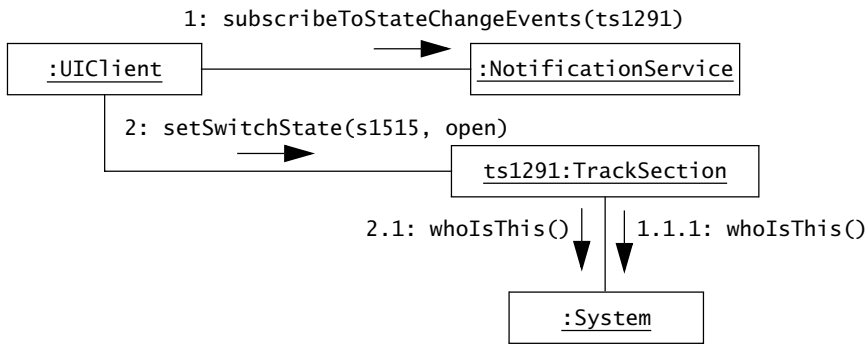 1: subscribeToStateChangeEvents(ts1291)
:UIClient
:NotificationService
2: setSwitchState(s1515, open)
ts1291:TrackSection
2.1: whoIsThis()
1.1.1: whoIsThis()
:System